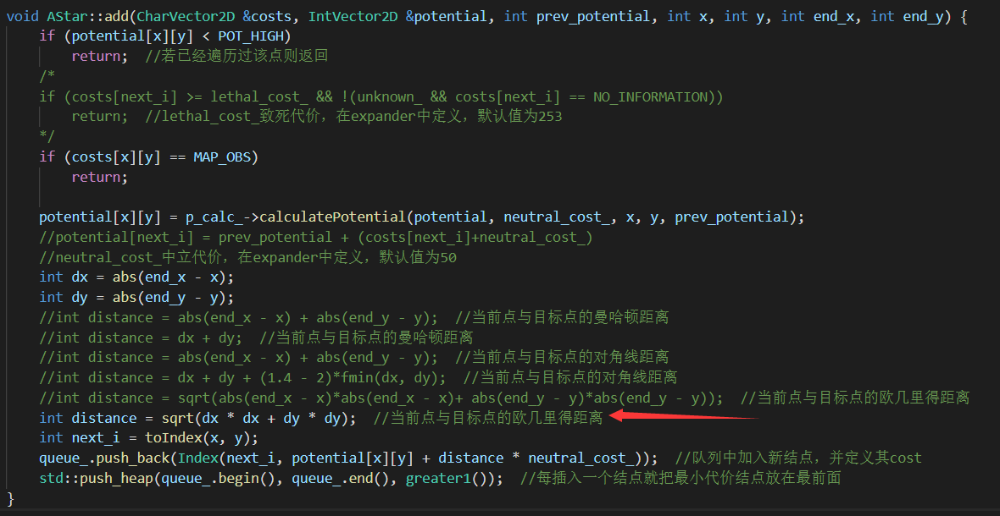 void AStar::add(CharVector2D &costs, IntVector2D &potential, int prev_potential, int x, int y, int end_x, int end_y) {
if (potential[x][y] < POT_HIGH)
return;  //若已经遍历过该点则返回
/*
if (costs[next_i] >= lethal_cost_ && !(unknown_ && costs[next_i] == NO_INFORMATION))
return;  //lethal_cost_致死代价，在expander中定义，默认值为253
*/
if (costs[x][y] == MAP_OBS)
return;
potential[x][y] = p_calc_->calculatePotential(potential, neutral_cost_, x, y, prev_potential);
//potential[next_i] = prev_potential + (costs[next_i]+neutral_cost_)
//neutral_cost_中立代价，在expander中定义，默认值为50
int dx = abs(end_x - x);
int dy = abs(end_y - y);
//int distance = abs(end_x - x) + abs(end_y - y);  //当前点与目标点的曼哈顿距离
//int distance = dx + dy;  //当前点与目标点的曼哈顿距离
//int distance = abs(end_x - x) + abs(end_y - y);  //当前点与目标点的对角线距离
//int distance = dx + dy + (1.4 - 2)*fmin(dx, dy);  //当前点与目标点的对角线距离
//int distance = sqrt(abs(end_x - x)*abs(end_x - x)+ abs(end_y - y)*abs(end_y - y));  //当前点与目标点的欧几里得距离
int distance = sqrt(dx * dx + dy * dy);  //当前点与目标点的欧几里得距离
int next_i = toIndex(x, y);
queue_.push_back(Index(next_i, potential[x][y] + distance * neutral_cost_));  //队列中加入新结点，并定义其cost
std::push_heap(queue_.begin(), queue_.end(), greater1());  //每插入一个结点就把最小代价结点放在最前面
}